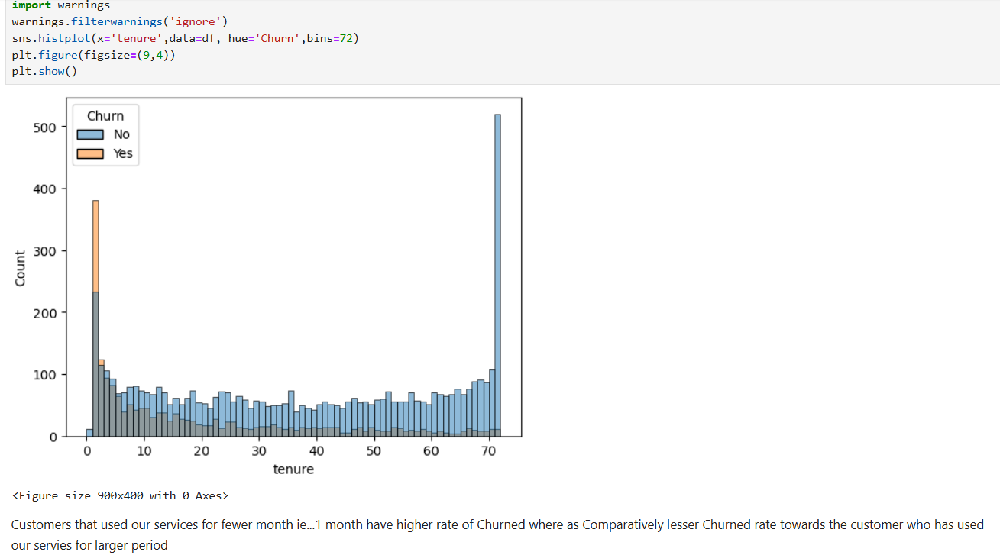 import warnings
warnings.filterwarnings('ignore')
sns.histplot(x='tenure',data=df, hue='Churn',bins=72)
plt.figure(figsize=(9,4))
plt.show()
Churn
No
Yes
500
400
300
200
100
0
Count
0 10 20 30 40 50 60 70
tenure
<Figure size 900x400 with 0 Axes>
Customers that used our services for fewer month ie...1 month have higher rate of Churned where as Comparatively lesser Churned rate towards the customer who has used
our servies for larger period